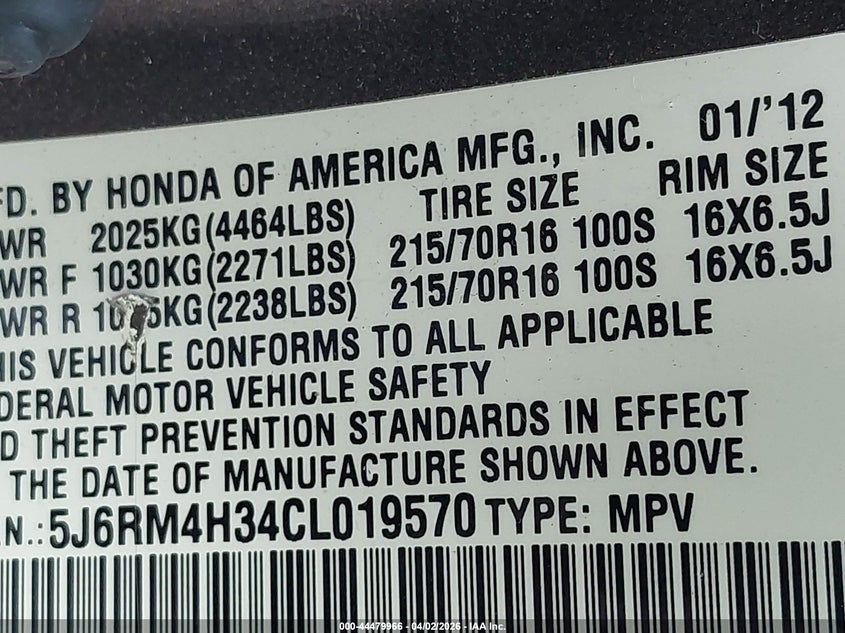 FD. BY HONDA OF AMERICA MFG., INC. 01/'12
WR 2025KG(4464LBS) TIRE SIZE RIM SIZE
WR F 1030KG(2271LBS) 215/70R16 100S 16X6.5J
WR R (2238LBS) 215/70R16 100S 16X6.5J
HIS VEHICLE CONFORMS TO ALL APPLICABLE
DERAL MOTOR VEHICLE SAFETY
D THEFT PREVENTION STANDARDS IN EFFECT
THE DATE OF MANUFACTURE SHOWN ABOVE.
.N.:5J6RM4H34CL019570 TYPE: MPV
000-44479966 - 04/02/2026 - IAA Inc.